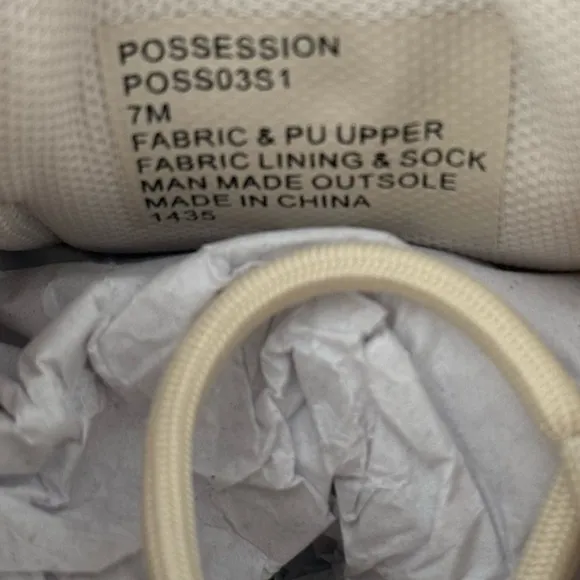 POSSESSION
POSS03S1
7M
FABRIC & PU UPPER
FABRIC LINING & SOCK
MAN MADE OUTSOLE
MADE IN CHINA
1435